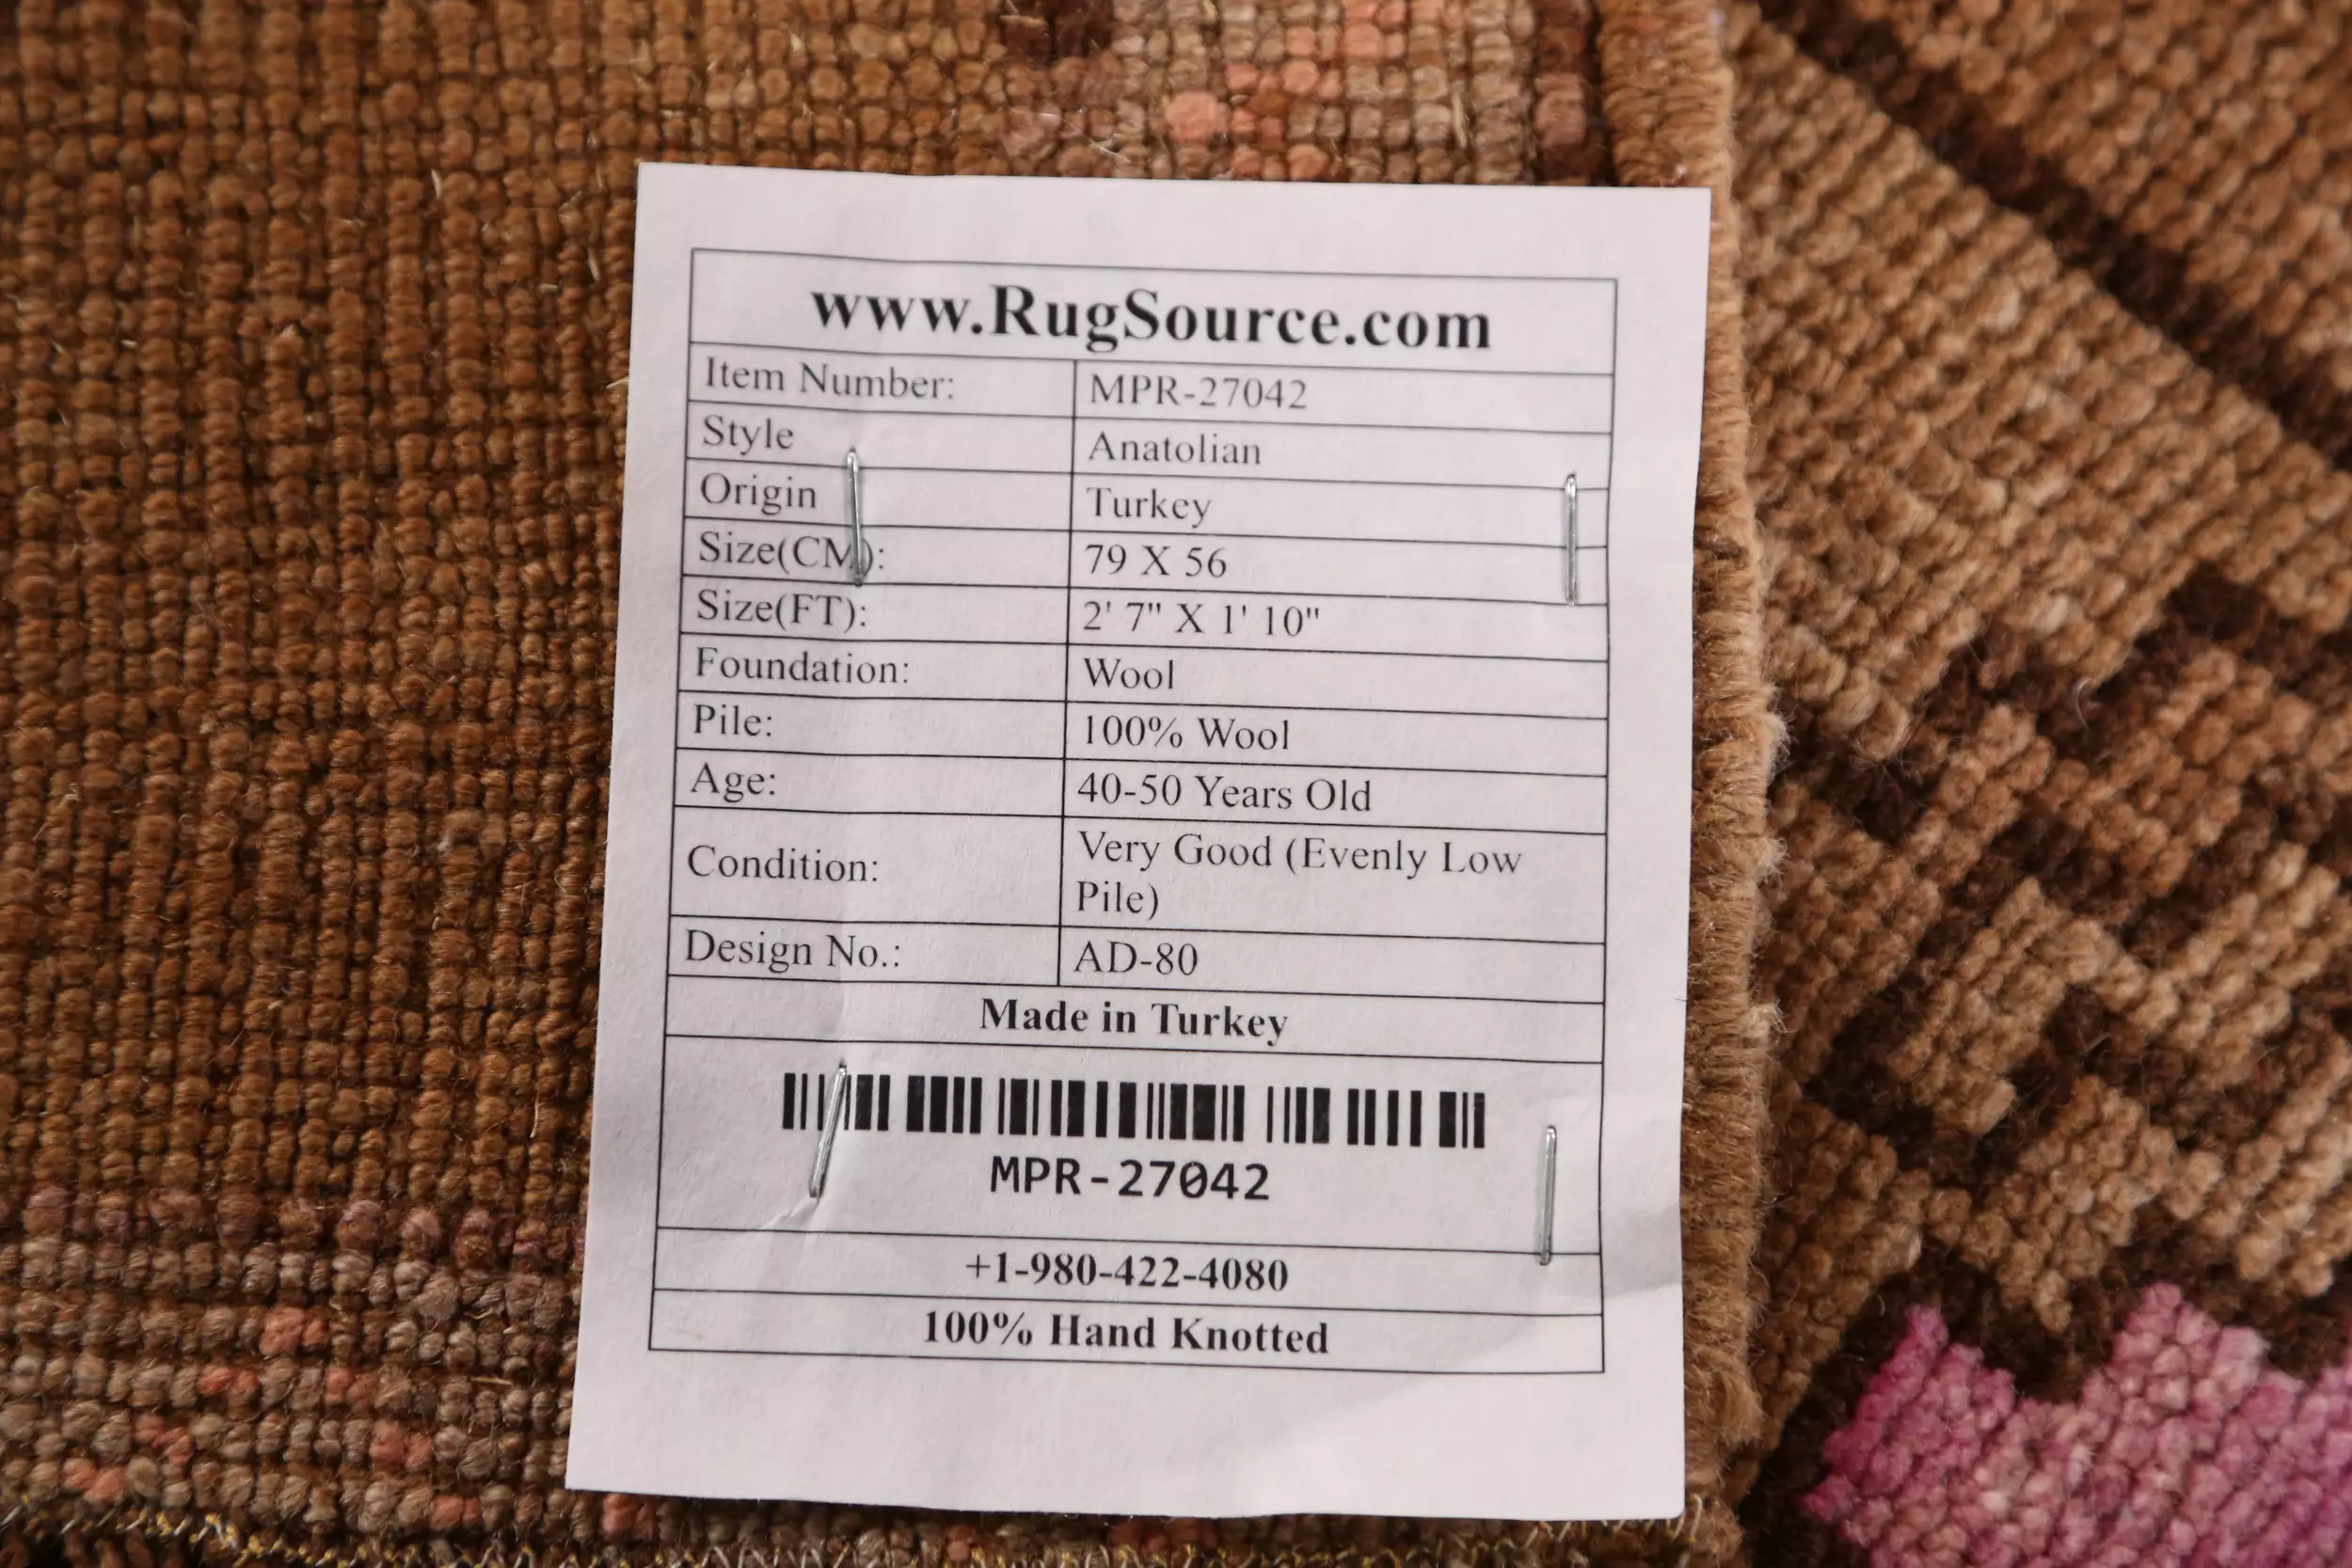 www.RugSource.com
Item Number: MPR-27042
Style Anatolian
Origin Turkey
Size(CM): 79 X 56
Size(FT): 2' 7" X 1' 10"
Foundation: Wool
Pile: 100% Wool
Age: 40-50 Years Old
Condition: Very Good (Evenly Low
Pile)
Design No.: AD-80
Made in Turkey
MPR-27042
+1-980-422-4080
100% Hand Knotted